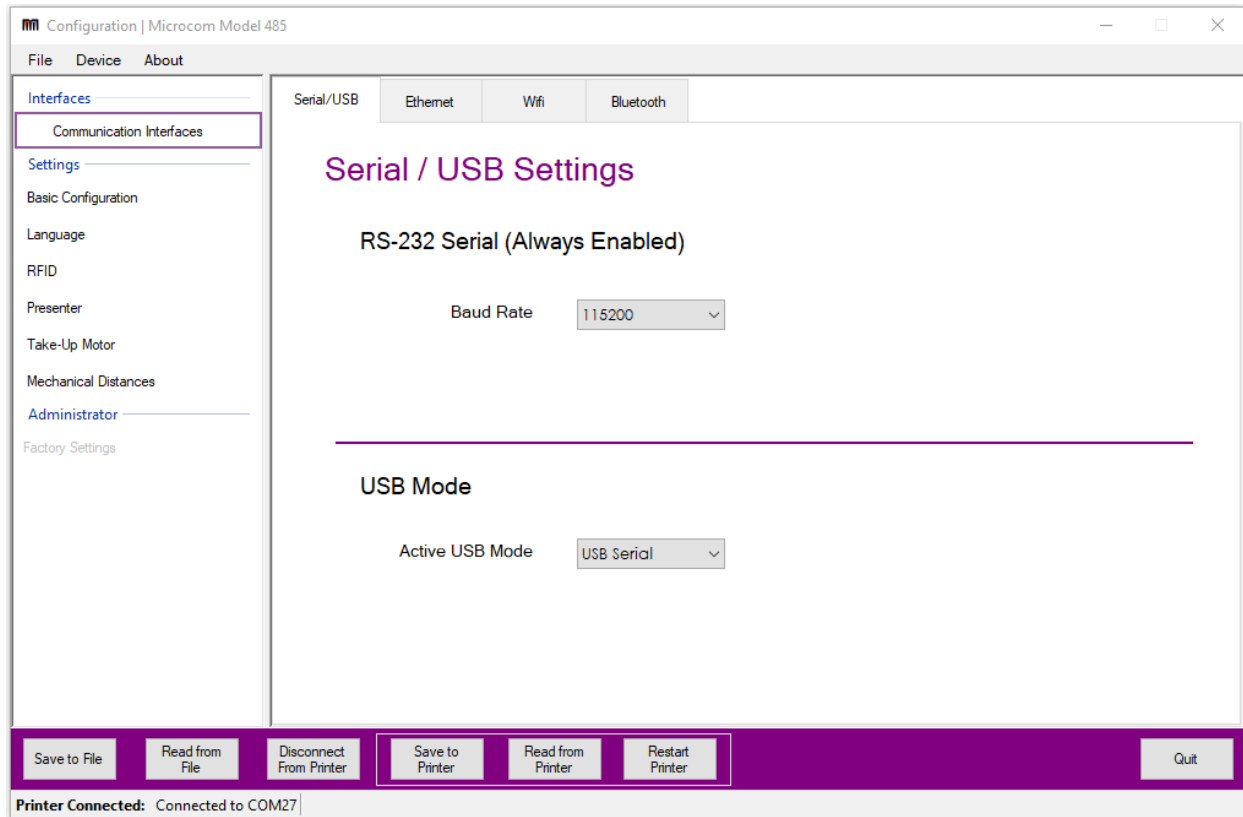 Configuration | Microcom Model 485
File Device About
Interfaces
Communication Interfaces
Settings
Basic Configuration
Language
RFID
Presenter
Take-Up Motor
Mechanical Distances
Administrator
Factory Settings
Serial/USB Ethernet Wifi Bluetooth
Serial / USB Settings
RS-232 Serial (Always Enabled)
Baud Rate 115200
USB Mode
Active USB Mode USB Serial
Save to File
Read from
File
Disconnect
From Printer
Save to
Printer
Read from
Printer
Restart
Printer
Quit
Printer Connected: Connected to COM27